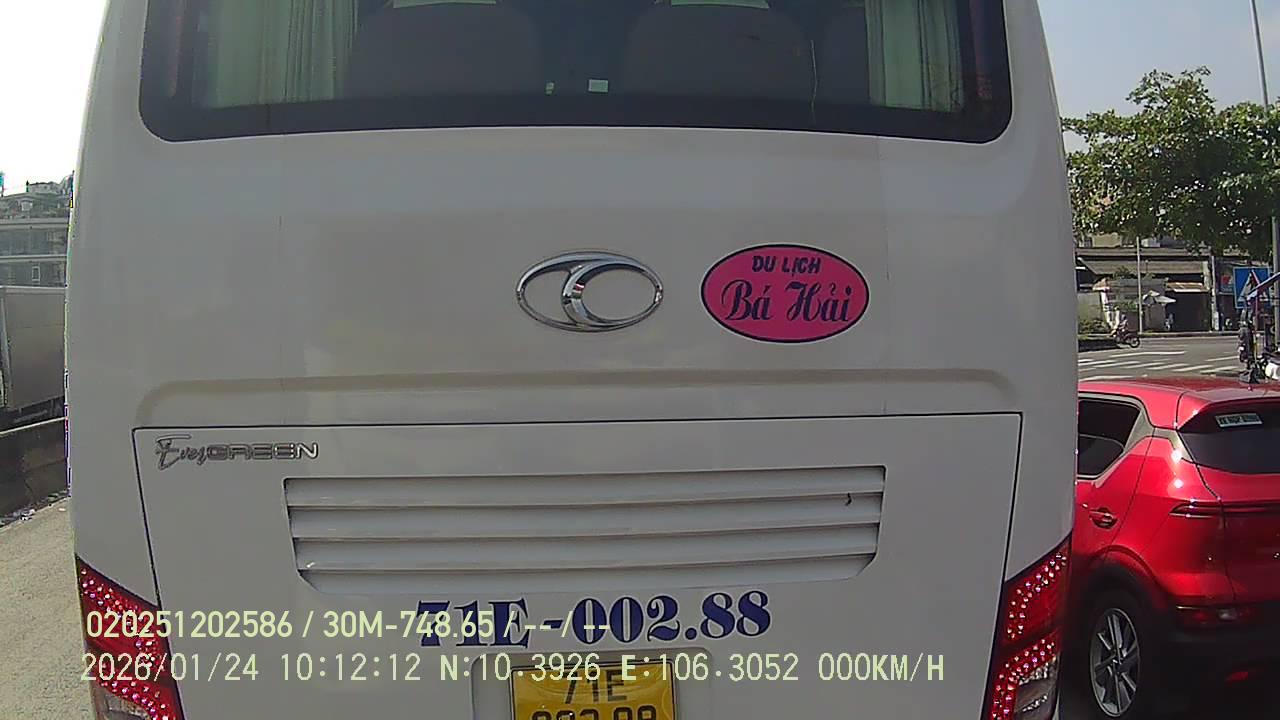 DU LỊCH
Bá Hải
EverGREEN
71E-002.88
020251202586 / 30M-748.65 / --/--
2026/01/24 10:12:12 N:10.3926 E:106.3052 000KM/H
71E